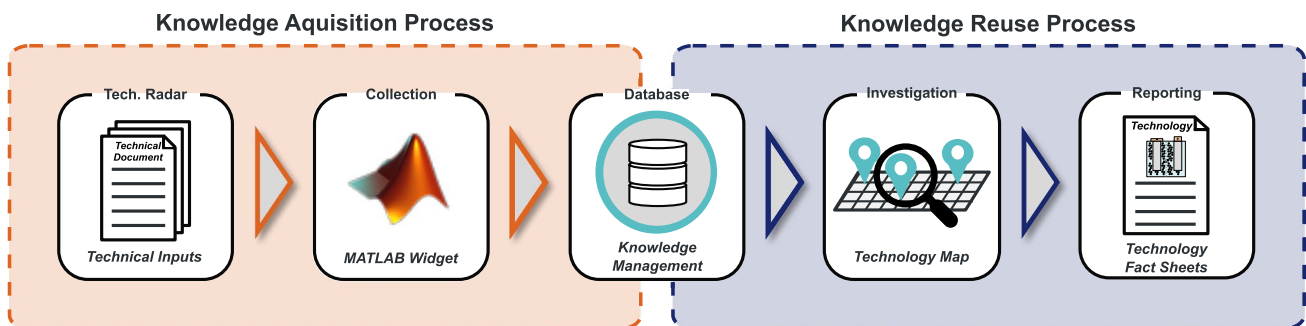 Knowledge Aquisition Process
Knowledge Reuse Process
Tech. Radar
Technical
Document
Technical Inputs
Collection
MATLAB Widget
Database
Knowledge
Management
Investigation
Technology Map
Reporting
Technology
Technology
Fact Sheets